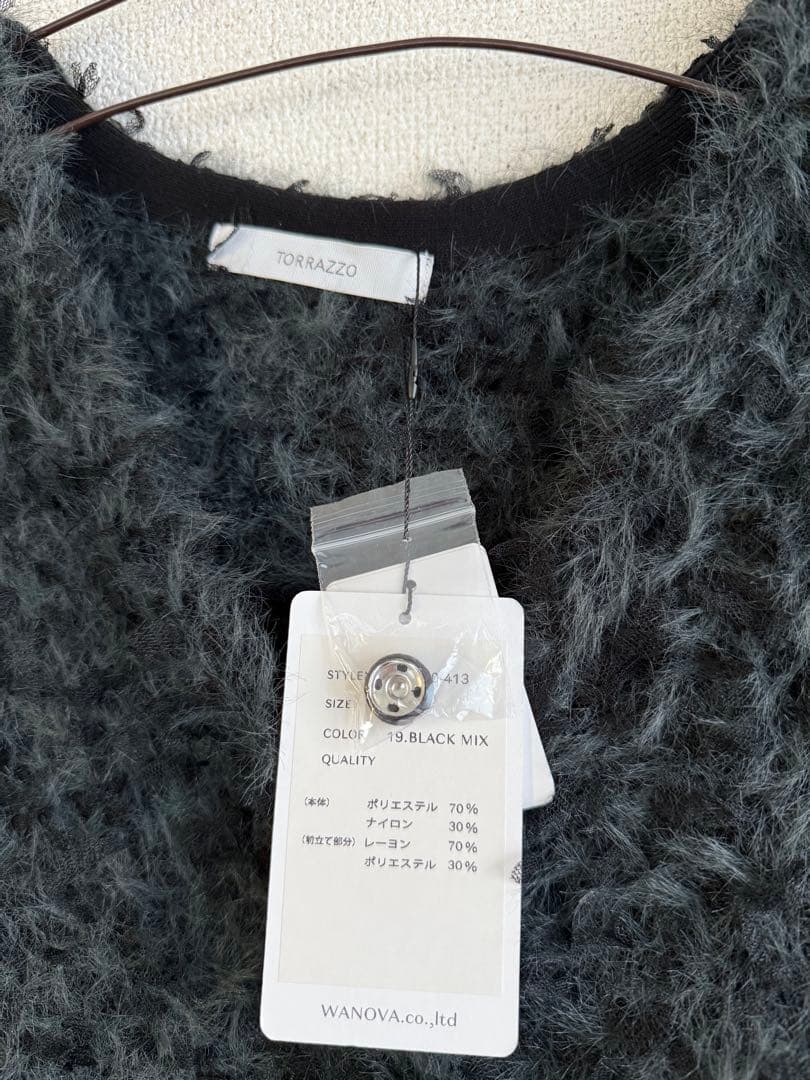 TORRAZZO
STYLE 0-413
SIZE
COLOR 19.BLACK MIX
QUALITY
(本体) ポリエステル 70%
ナイロン 30%
(前立て部分) レーヨン 70%
ポリエステル 30%
WANOVA.co.,ltd